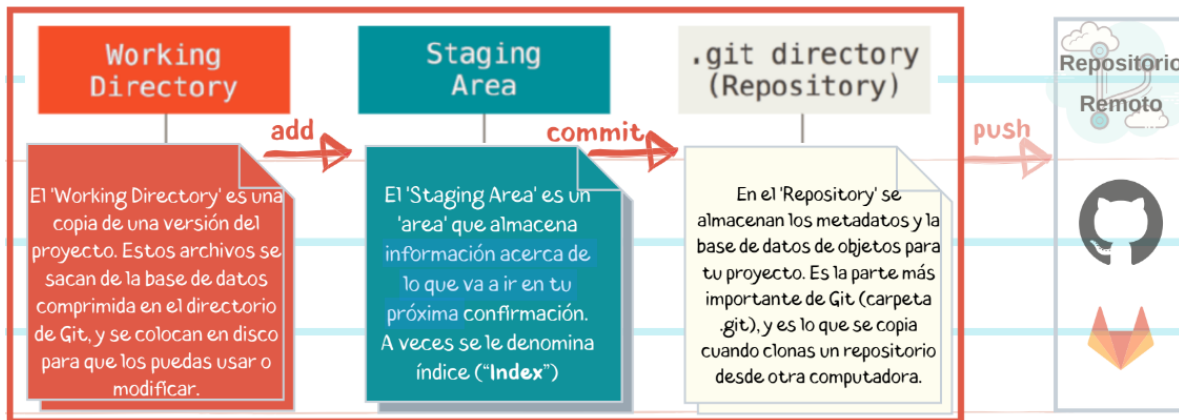 Working
Directory
add
Staging
Area
commit
.git directory
(Repository)
push
Repositorio
Remoto
El 'Working Directory' es una
copia de una versión del
proyecto. Estos archivos se
sacan de la base de datos
comprimida en el directorio
de Git, y se colocan en disco
para que los puedas usar o
modificar.
El 'Staging Area' es un
'area' que almacena
información acerca de
lo que va a ir en tu
próxima confirmación.
A veces se le denomina
índice (“Index”)
En el 'Repository' se
almacenan los metadatos y la
base de datos de objetos para
tu proyecto. Es la parte más
importante de Git (carpeta
.git), y es lo que se copia
cuando clonas un repositorio
desde otra computadora.